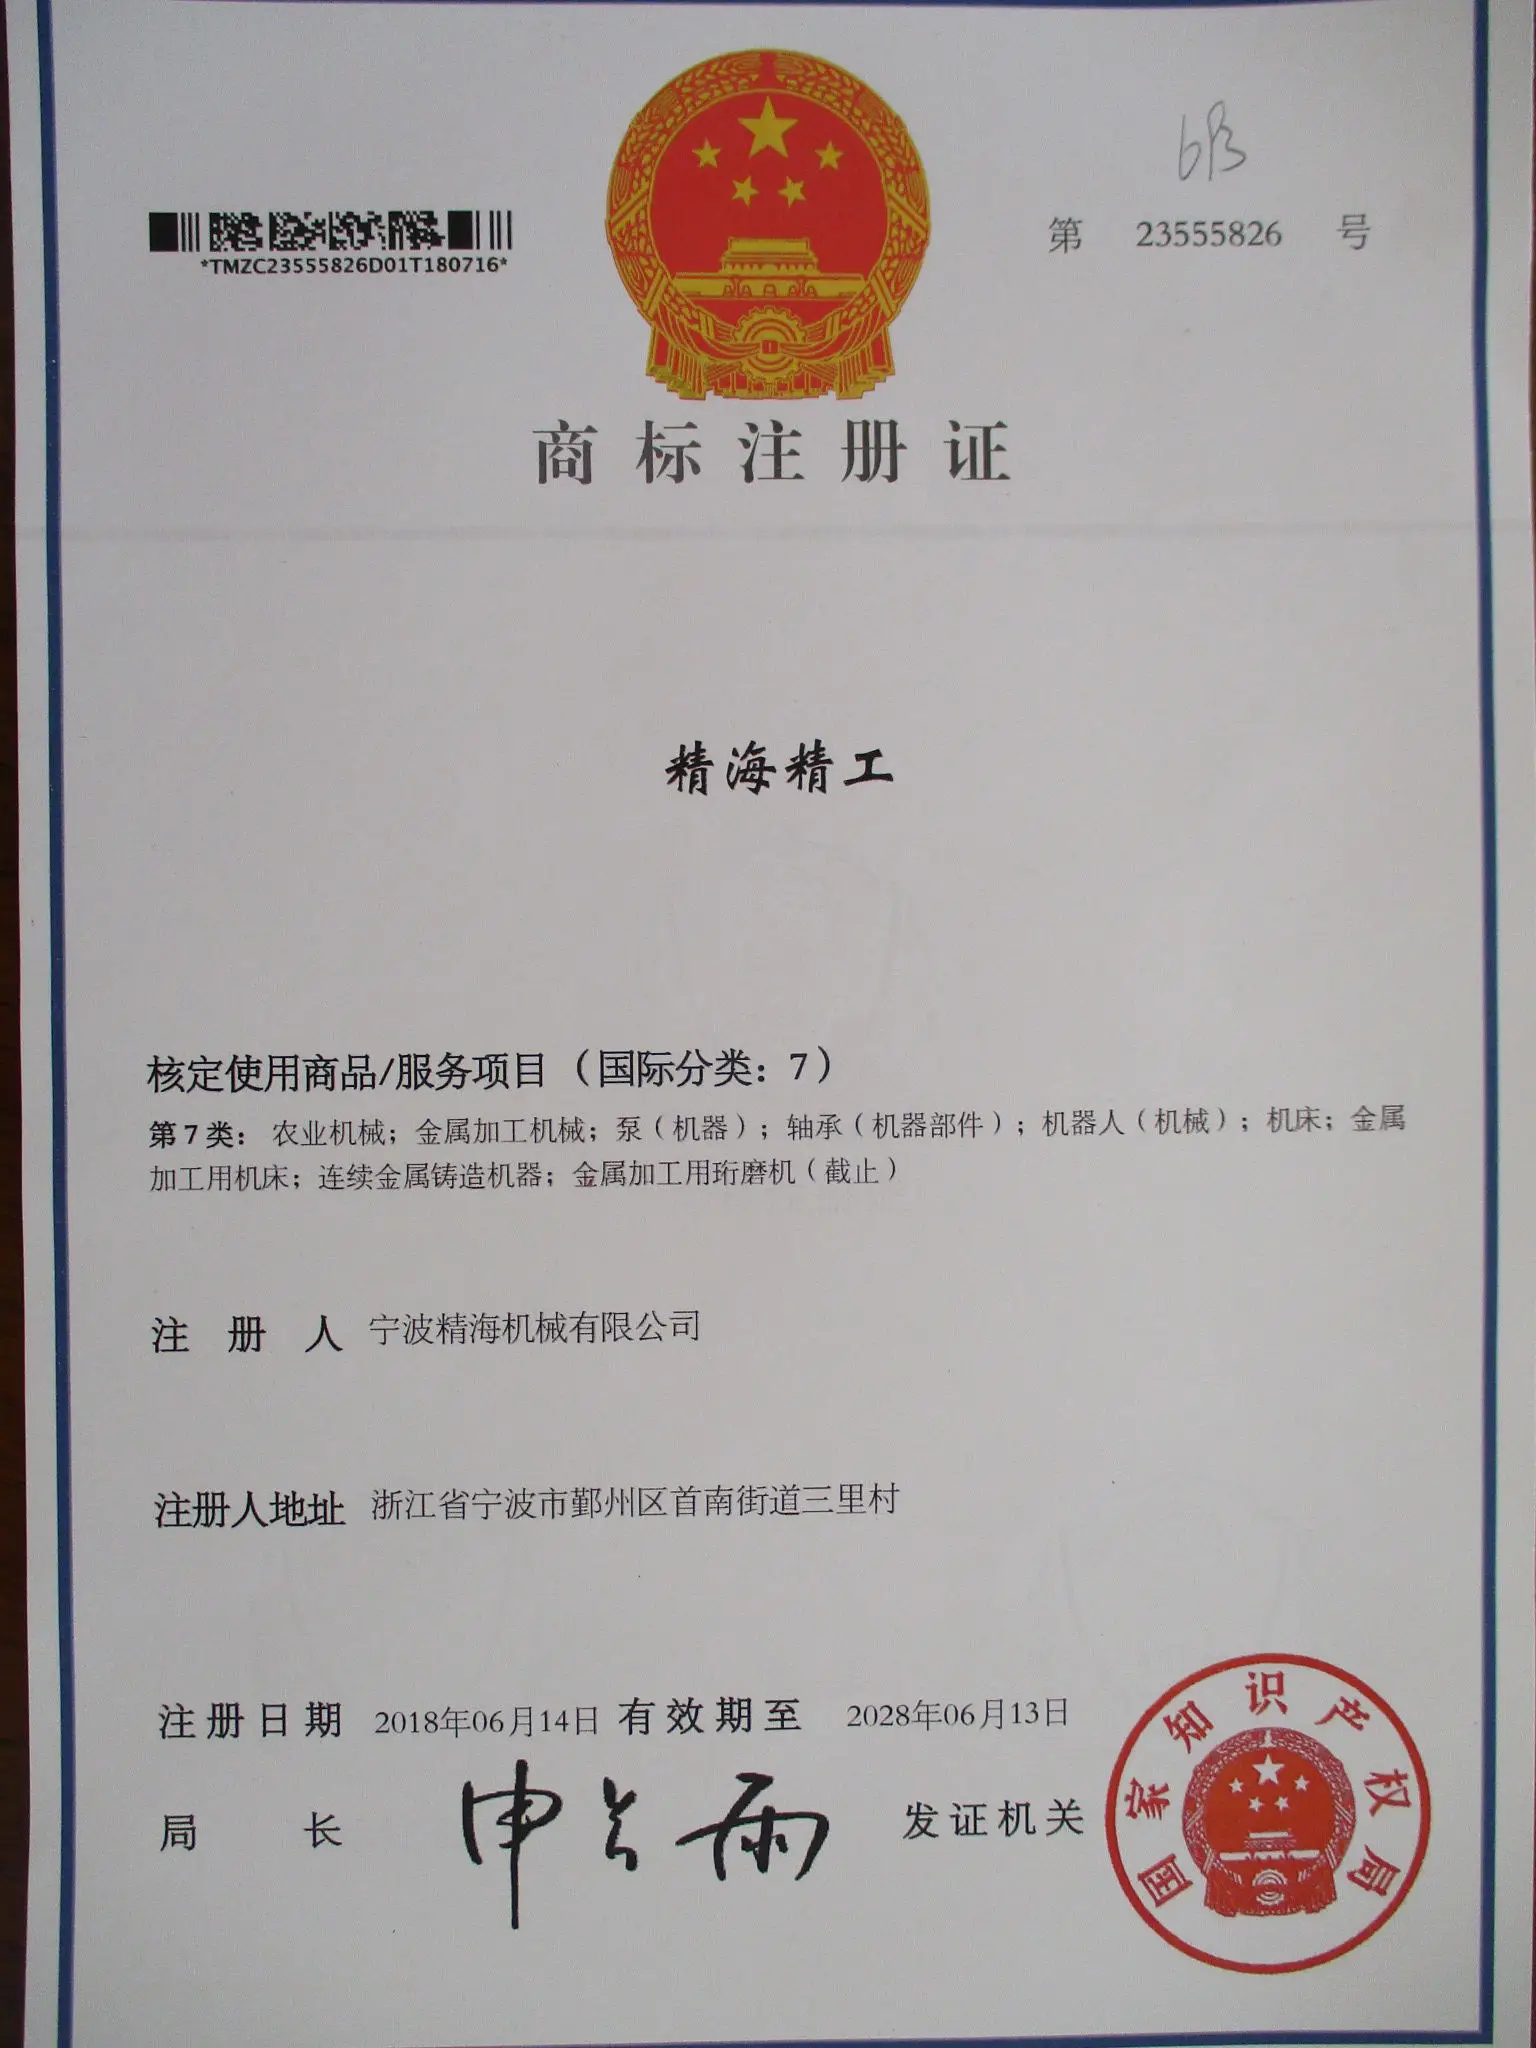 第 23555826 号
*TMZC23555826D01T180716*
商标注册证
精海精工
核定使用商品/服务项目（国际分类：7）
第7类：农业机械；金属加工机械；泵（机器）；轴承（机器部件）；机器人（机械）；机床；金属
加工用机床；连续金属铸造机器；金属加工用珩磨机（截止）
注册人 宁波精海机械有限公司
注册人地址 浙江省宁波市鄞州区首南街道三里村
注册日期 2018年06月14日 有效期至 2028年06月13日
局长 申长雨 发证机关
国家知识产权局